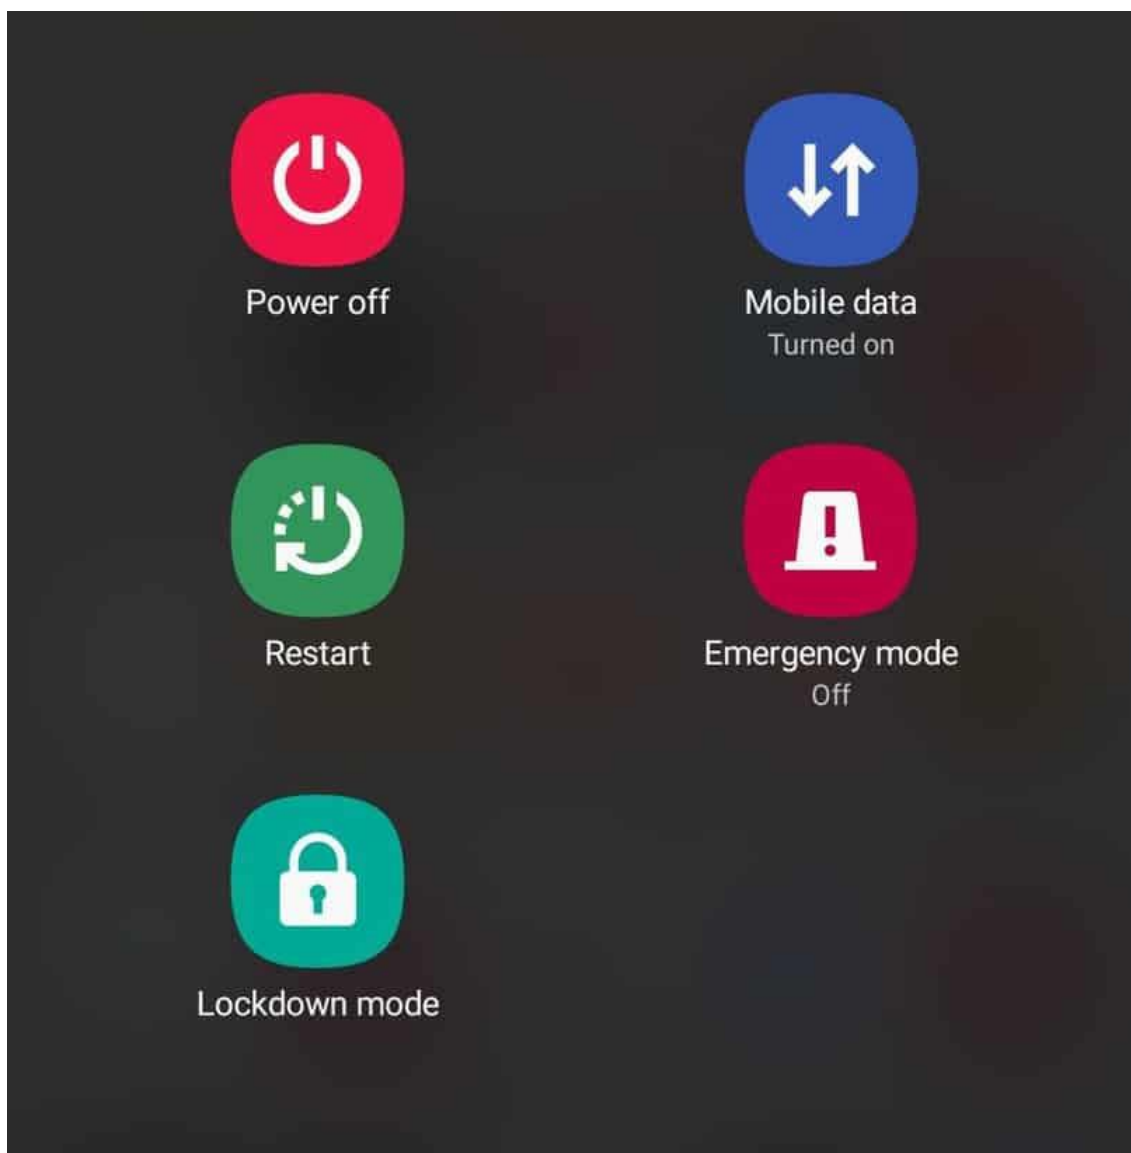 Power off
Mobile data
Turned on
Restart
Emergency mode
Off
Lockdown mode